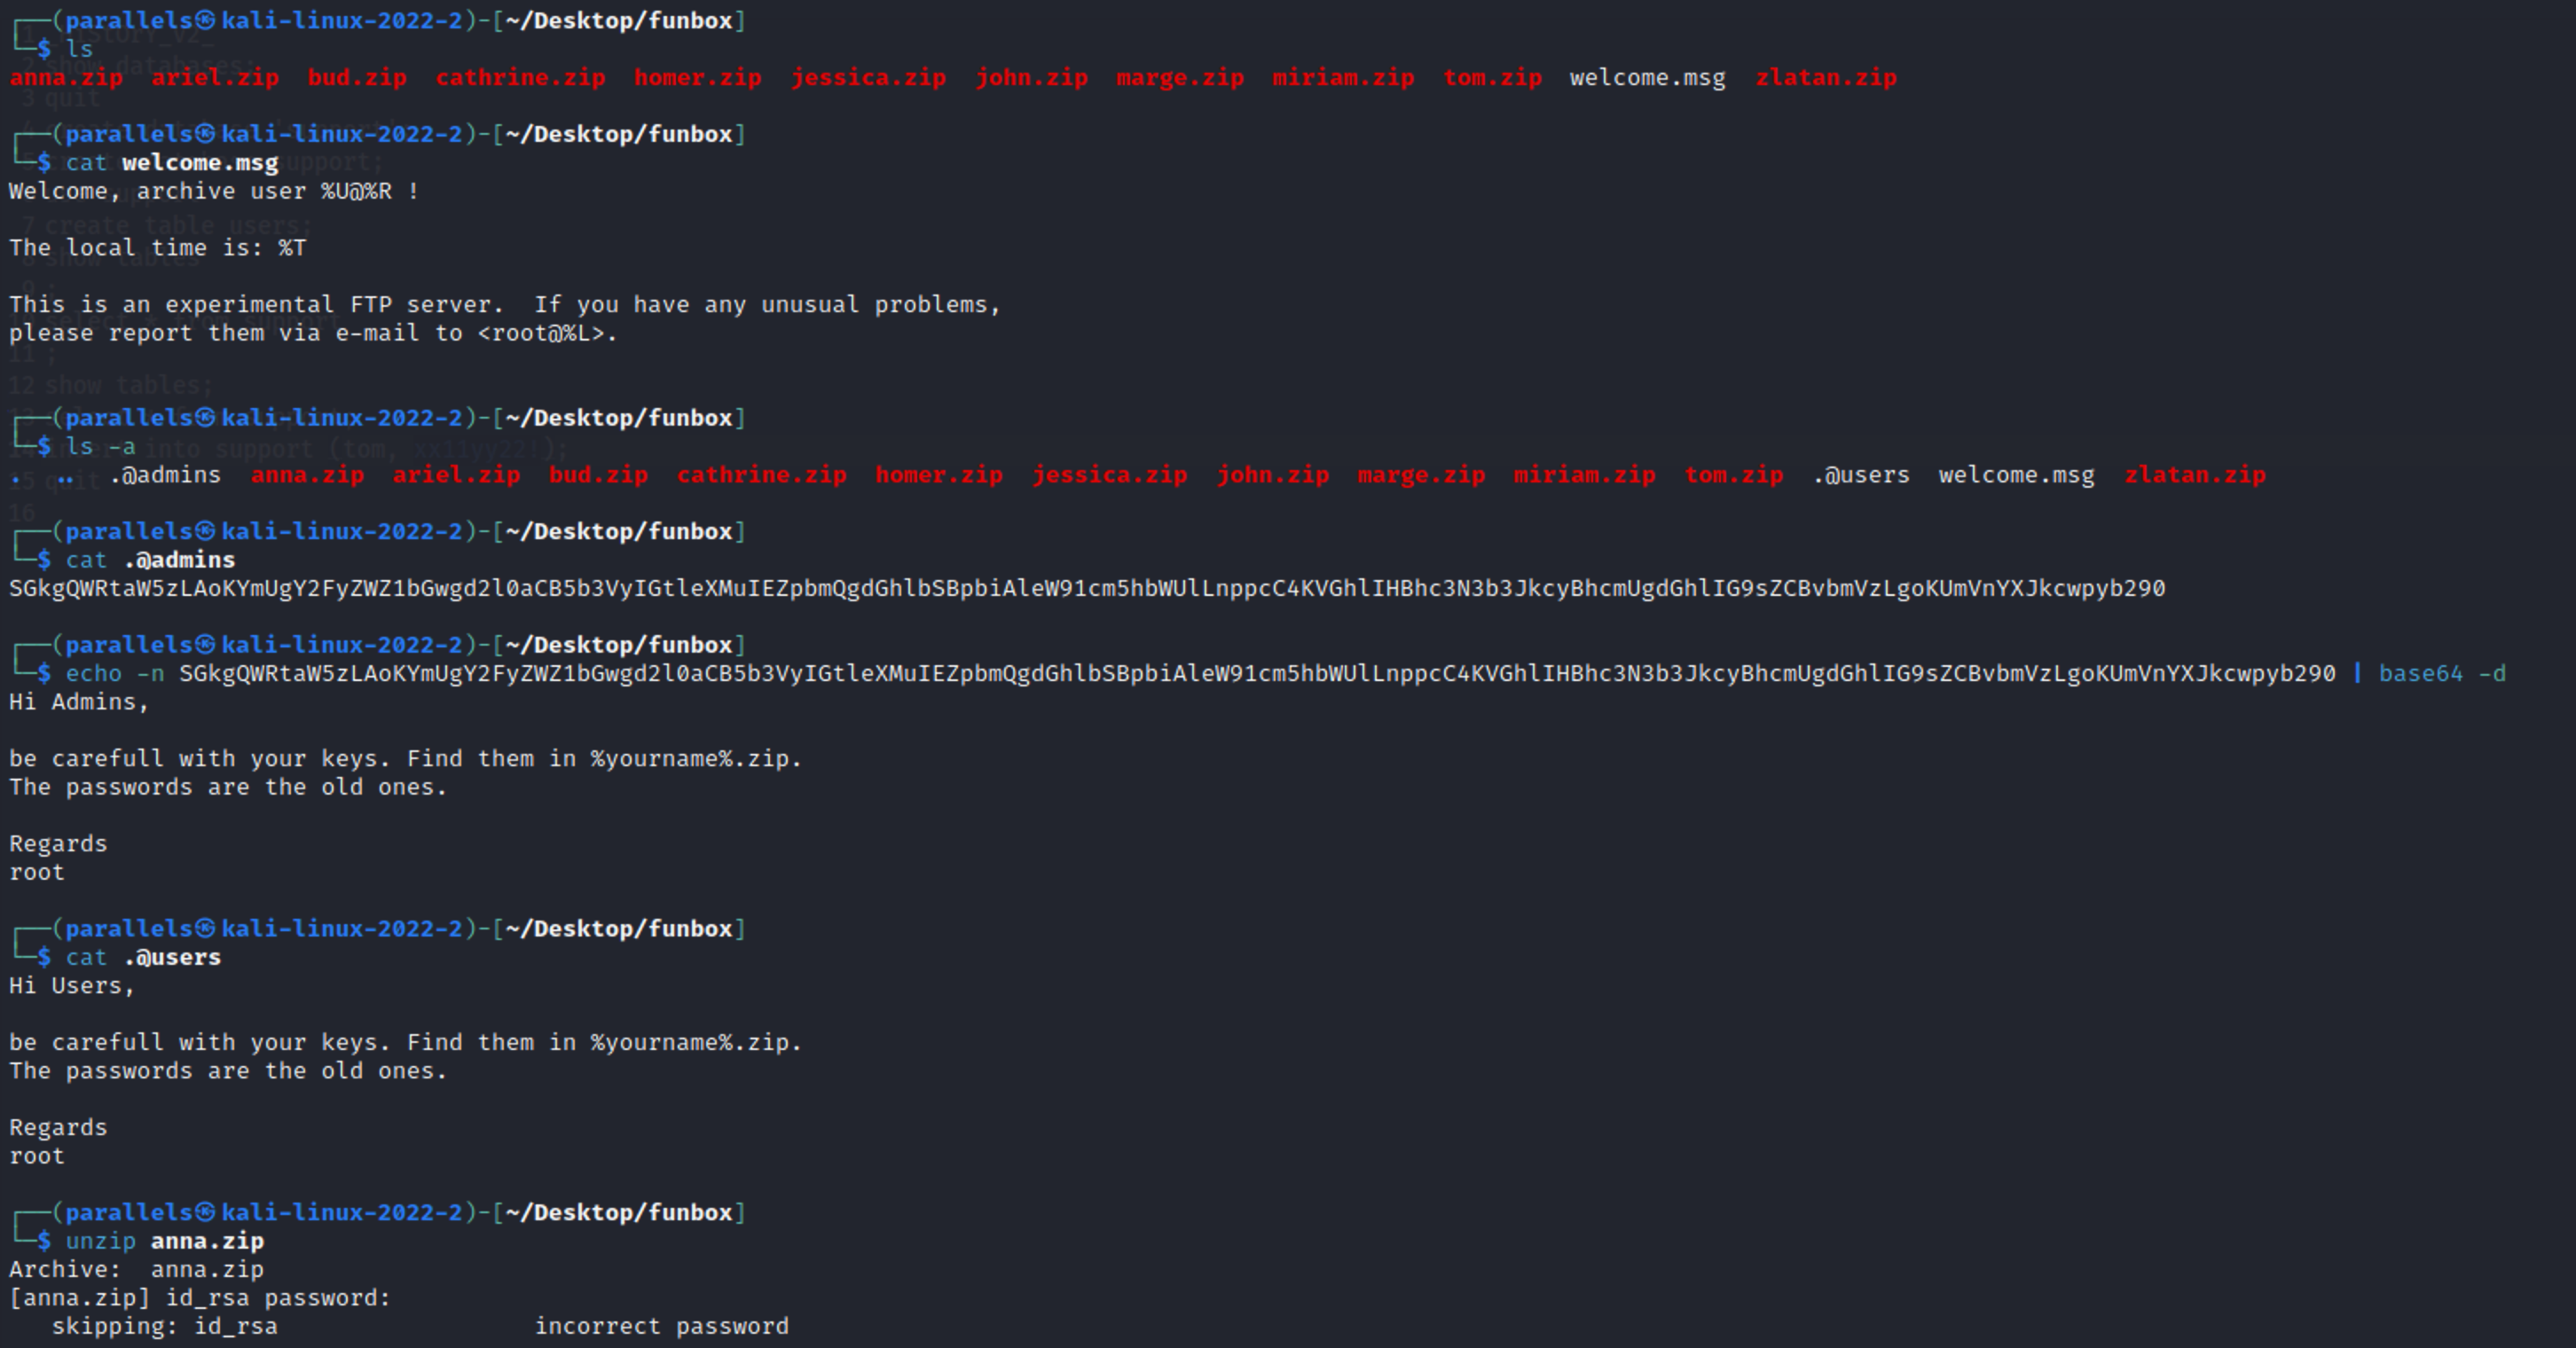 ┌──(parallels㉿kali-linux-2022-2)-[~/Desktop/funbox]
└─$ ls
anna.zip ariel.zip bud.zip cathrine.zip homer.zip jessica.zip john.zip marge.zip miriam.zip tom.zip welcome.msg zlatan.zip
┌──(parallels㉿kali-linux-2022-2)-[~/Desktop/funbox]
└─$ cat welcome.msg
Welcome, archive user %U@%R !
The local time is: %T
This is an experimental FTP server.  If you have any unusual problems,
please report them via e-mail to <root@%L>.
┌──(parallels㉿kali-linux-2022-2)-[~/Desktop/funbox]
└─$ ls -a
. .. .@admins anna.zip ariel.zip bud.zip cathrine.zip homer.zip jessica.zip john.zip marge.zip miriam.zip tom.zip .@users welcome.msg zlatan.zip
┌──(parallels㉿kali-linux-2022-2)-[~/Desktop/funbox]
└─$ cat .@admins
SGkgQWRtaW5zLAoKYmUgY2FyZWZ1bGwgd2l0aCB5b3VyIGtleXMuIEZpbmQgdGhlbSBpbiAleW91cm5hbWUlLnppcC4KVGhlIHBhc3N3b3JkcyBhcmUgdGhlIG9sZCBvbmVzLgoKUmVnYXJkcwpyb290
┌──(parallels㉿kali-linux-2022-2)-[~/Desktop/funbox]
└─$ echo -n SGkgQWRtaW5zLAoKYmUgY2FyZWZ1bGwgd2l0aCB5b3VyIGtleXMuIEZpbmQgdGhlbSBpbiAleW91cm5hbWUlLnppcC4KVGhlIHBhc3N3b3JkcyBhcmUgdGhlIG9sZCBvbmVzLgoKUmVnYXJkcwpyb290 | base64 -d
Hi Admins,
be carefull with your keys. Find them in %yourname%.zip.
The passwords are the old ones.
Regards
root
┌──(parallels㉿kali-linux-2022-2)-[~/Desktop/funbox]
└─$ cat .@users
Hi Users,
be carefull with your keys. Find them in %yourname%.zip.
The passwords are the old ones.
Regards
root
┌──(parallels㉿kali-linux-2022-2)-[~/Desktop/funbox]
└─$ unzip anna.zip
Archive:  anna.zip
[anna.zip] id_rsa password:
skipping: id_rsa incorrect password